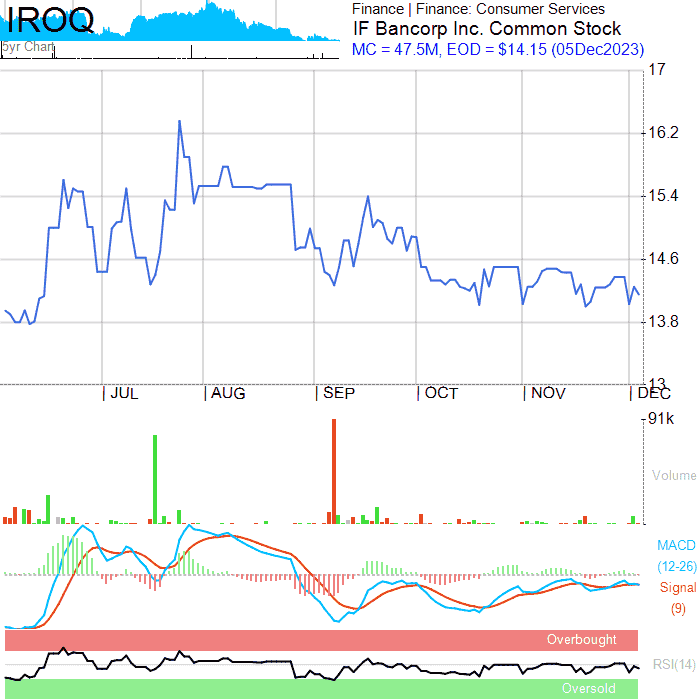 IROQ
5yr Chart
Finance | Finance: Consumer Services
IF Bancorp Inc. Common Stock
MC = 47.5M, EOD = $14.15 (05Dec2023)
17
16.2
15.4
14.6
13.8
13
| JUL | AUG | SEP | OCT | NOV | DEC
91k
Volume
MACD
(12-26)
Signal
(9)
Overbought
RSI(14)
Oversold